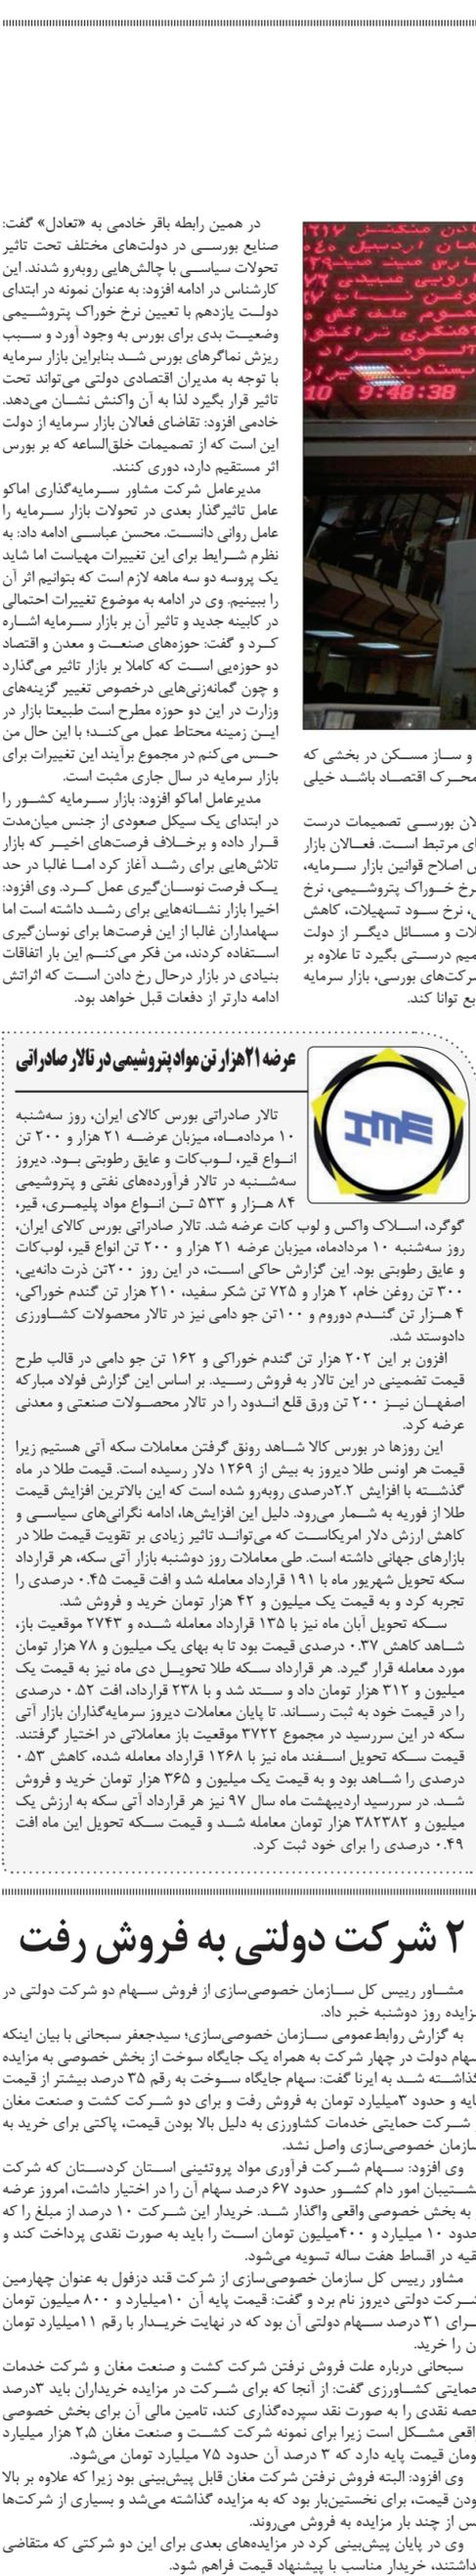 در همین رابطه باقر خادمی به «تعادل» گفت:
صنایع بورسی در دولت‌های مختلف تحت تاثیر
تحولات سیاسی با چالش‌هایی روبه‌رو شدند. این
کارشناس در ادامه افزود: به عنوان نمونه در ابتدای
دولت یازدهم با تعیین نرخ خوراک پتروشیمی
وضعیت بدی برای بورس به وجود آورد و سبب
ریزش نماگرهای بورس شد بنابراین بازار سرمایه
با توجه به مدیران اقتصادی دولتی می‌تواند تحت
تاثیر قرار بگیرد لذا به آن واکنش نشان می‌دهد.
خادمی افزود: تقاضای فعالان بازار سرمایه از دولت
این است که از تصمیمات خلق‌الساعه که بر بورس
اثر مستقیم دارد، دوری کنند.
مدیرعامل شرکت مشاور سرمایه‌گذاری اماکو
عامل تاثیرگذار بعدی در تحولات بازار سرمایه را
عامل روانی دانست. محسن عباسی ادامه داد: به
نظرم شرایط برای این تغییرات مهیاست اما شاید
یک پروسه دو سه ماهه لازم است که بتوانیم اثر آن
را ببینیم. وی در ادامه به موضوع تغییرات احتمالی
در کابینه جدید و تاثیر آن بر بازار سرمایه اشاره
کرد و گفت: حوزه‌های صنعت و معدن و اقتصاد
دو حوزه‌یی است که کاملا بر بازار تاثیر می‌گذارد
و چون گمانه‌زنی‌هایی درخصوص تغییر گزینه‌های
وزارت در این دو حوزه مطرح است طبیعتا بازار در
این زمینه محتاط عمل می‌کند؛ با این حال من
حس می‌کنم در مجموع برآیند این تغییرات برای
بازار سرمایه در سال جاری مثبت است.
مدیرعامل اماکو افزود: بازار سرمایه کشور را
در ابتدای یک سیکل صعودی از جنس میان‌مدت
قرار داده و برخلاف فرصت‌های اخیر که بازار
تلاش‌هایی برای رشد آغاز کرد اما غالبا در حد
یک فرصت نوسان‌گیری عمل کرد. وی افزود:
اخیرا بازار نشانه‌هایی برای رشد داشته است اما
سهامداران غالبا از این فرصت‌ها برای نوسان‌گیری
استفاده کردند، من فکر می‌کنم این بار اتفاقات
بنیادی در بازار درحال رخ دادن است که اثراتش
ادامه دارتر از دفعات قبل خواهد بود.
9:48:38
10
و ساز مسکن در بخشی که
محرک اقتصاد باشد خیلی
لان بورسی تصمیمات درست
ای مرتبط است. فعالان بازار
س اصلاح قوانین بازار سرمایه،
نرخ خوراک پتروشیمی، نرخ
ی، نرخ سود تسهیلات، کاهش
لات و مسائل دیگر از دولت
میم درستی بگیرد تا علاوه بر
شرکت‌های بورسی، بازار سرمایه
یع توانا کند.
عرضه ۲۱هزار تن مواد پتروشیمی در تالار صادراتی
IME
تالار صادراتی بورس کالای ایران، روز سه‌شنبه
۱۰ مردادماه، میزبان عرضه ۲۱ هزار و ۲۰۰ تن
انواع قیر، لوب‌کات و عایق رطوبتی بود. دیروز
سه‌شنبه در تالار فرآورده‌های نفتی و پتروشیمی
۸۴ هزار و ۵۳۳ تن انواع مواد پلیمری، قیر،
گوگرد، اسلاک واکس و لوب کات عرضه شد. تالار صادراتی بورس کالای ایران،
روز سه‌شنبه ۱۰ مردادماه، میزبان عرضه ۲۱ هزار و ۲۰۰ تن انواع قیر، لوب‌کات
و عایق رطوبتی بود. این گزارش حاکی است، در این روز ۲۰۰تن ذرت دانه‌یی،
۳۰۰ تن روغن خام، ۲ هزار و ۷۲۵ تن شکر سفید، ۲۱۰ هزار تن گندم خوراکی،
۴ هزار تن گندم دوروم و ۱۰۰تن جو دامی نیز در تالار محصولات کشاورزی
دادوستد شد.
افزون بر این ۲۰۲ هزار تن گندم خوراکی و ۱۶۲ تن جو دامی در قالب طرح
قیمت تضمینی در این تالار به فروش رسید. بر اساس این گزارش فولاد مبارکه
اصفهان نیز ۲۰۰ تن ورق قلع اندود را در تالار محصولات صنعتی و معدنی
عرضه کرد.
این روزها در بورس کالا شاهد رونق گرفتن معاملات سکه آتی هستیم زیرا
قیمت هر اونس طلا دیروز به بیش از ۱۲۶۹ دلار رسیده است. قیمت طلا در ماه
گذشته با افزایش ۲.۲درصدی روبه‌رو شده است که این بالاترین افزایش قیمت
طلا از فوریه به شمار می‌رود. دلیل این افزایش‌ها، ادامه نگرانی‌های سیاسی و
کاهش ارزش دلار امریکاست که می‌تواند تاثیر زیادی بر تقویت قیمت طلا در
بازارهای جهانی داشته است. طی معاملات روز دوشنبه بازار آتی سکه، هر قرارداد
سکه تحویل شهریور ماه با ۱۹۱ قرارداد معامله شد و افت قیمت ۰.۴۵ درصدی را
تجربه کرد و به قیمت یک میلیون و ۴۲ هزار تومان خرید و فروش شد.
سکه تحویل آبان ماه نیز با ۱۳۵ قرارداد معامله شده و ۲۷۴۳ موقعیت باز،
شاهد کاهش ۰.۳۷ درصدی قیمت بود تا به بهای یک میلیون و ۷۸ هزار تومان
مورد معامله قرار گیرد. هر قرارداد سکه طلا تحویل دی ماه نیز به قیمت یک
میلیون و ۳۱۲ هزار تومان داد و ستد شد و با ۲۳۸ قرارداد، افت ۰.۵۲ درصدی
را در قیمت خود به ثبت رساند. تا پایان معاملات دیروز سرمایه‌گذاران بازار آتی
سکه در این سررسید در مجموع ۳۷۲۲ موقعیت باز معاملاتی در اختیار گرفتند.
قیمت سکه تحویل اسفند ماه نیز با ۱۲۶۸ قرارداد معامله شده، کاهش ۰.۵۳
درصدی را شاهد بود و به قیمت یک میلیون و ۳۶۵ هزار تومان خرید و فروش
شد. در سررسید اردیبهشت ماه سال ۹۷ نیز هر قرارداد آتی سکه به ارزش یک
میلیون و ۳۸۲۳۸۲ هزار تومان معامله شد و قیمت سکه تحویل این ماه افت
۰.۴۹ درصدی را برای خود ثبت کرد.
۲ شرکت دولتی به فروش رفت
مشاور رییس کل سازمان خصوصی‌سازی از فروش سهام دو شرکت دولتی در
مزایده روز دوشنبه خبر داد.
به گزارش روابط‌عمومی سازمان خصوصی‌سازی؛ سیدجعفر سبحانی با بیان اینکه
سهام دولت در چهار شرکت به همراه یک جایگاه سوخت از بخش خصوصی به مزایده
گذاشته شد به ایرنا گفت: سهام جایگاه سوخت به رقم ۳۵ درصد بیشتر از قیمت
پایه و حدود ۳میلیارد تومان به فروش رفت و برای دو شرکت کشت و صنعت مغان
و شرکت حمایتی خدمات کشاورزی به دلیل بالا بودن قیمت، پاکتی برای خرید به
سازمان خصوصی‌سازی واصل نشد.
وی افزود: سهام شرکت فرآوری مواد پروتئینی استان کردستان که شرکت
پشتیبان امور دام کشور حدود ۶۷ درصد سهام آن را در اختیار داشت، امروز عرضه
و به بخش خصوصی واقعی واگذار شد. خریدار این شرکت ۱۰ درصد از مبلغ را که
حدود ۱۰ میلیارد و ۴۰۰میلیون تومان است را باید به صورت نقدی پرداخت کند و
بقیه در اقساط هفت ساله تسویه می‌شود.
مشاور رییس کل سازمان خصوصی‌سازی از شرکت قند دزفول به عنوان چهارمین
شرکت دولتی دیروز نام برد و گفت: قیمت پایه آن ۱۰میلیارد و ۸۰۰ میلیون تومان
برای ۳۱ درصد سهام دولتی آن بود که در نهایت خریدار با رقم ۱۱میلیارد تومان
آن را خرید.
سبحانی درباره علت فروش نرفتن شرکت کشت و صنعت مغان و شرکت خدمات
حمایتی کشاورزی گفت: از آنجا که برای شرکت در مزایده خریداران باید ۳درصد
حصه نقدی را به صورت نقد سپرده‌گذاری کند، تامین مالی آن برای بخش خصوصی
واقعی مشکل است زیرا برای نمونه شرکت کشت و صنعت مغان ۲,۵ هزار میلیارد
تومان قیمت پایه دارد که ۳ درصد آن حدود ۷۵ میلیارد تومان می‌شود.
وی افزود: البته فروش نرفتن شرکت مغان قابل پیش‌بینی بود زیرا که علاوه بر بالا
بودن قیمت، برای نخستین‌بار بود که به مزایده گذاشته می‌شد و بسیاری از شرکت‌ها
پس از چند بار مزایده به فروش می‌روند.
وی در پایان پیش‌بینی کرد در مزایده‌های بعدی برای این دو شرکتی که متقاضی
نداشتند، خریدار مناسب با پیشنهاد قیمت فراهم شود.